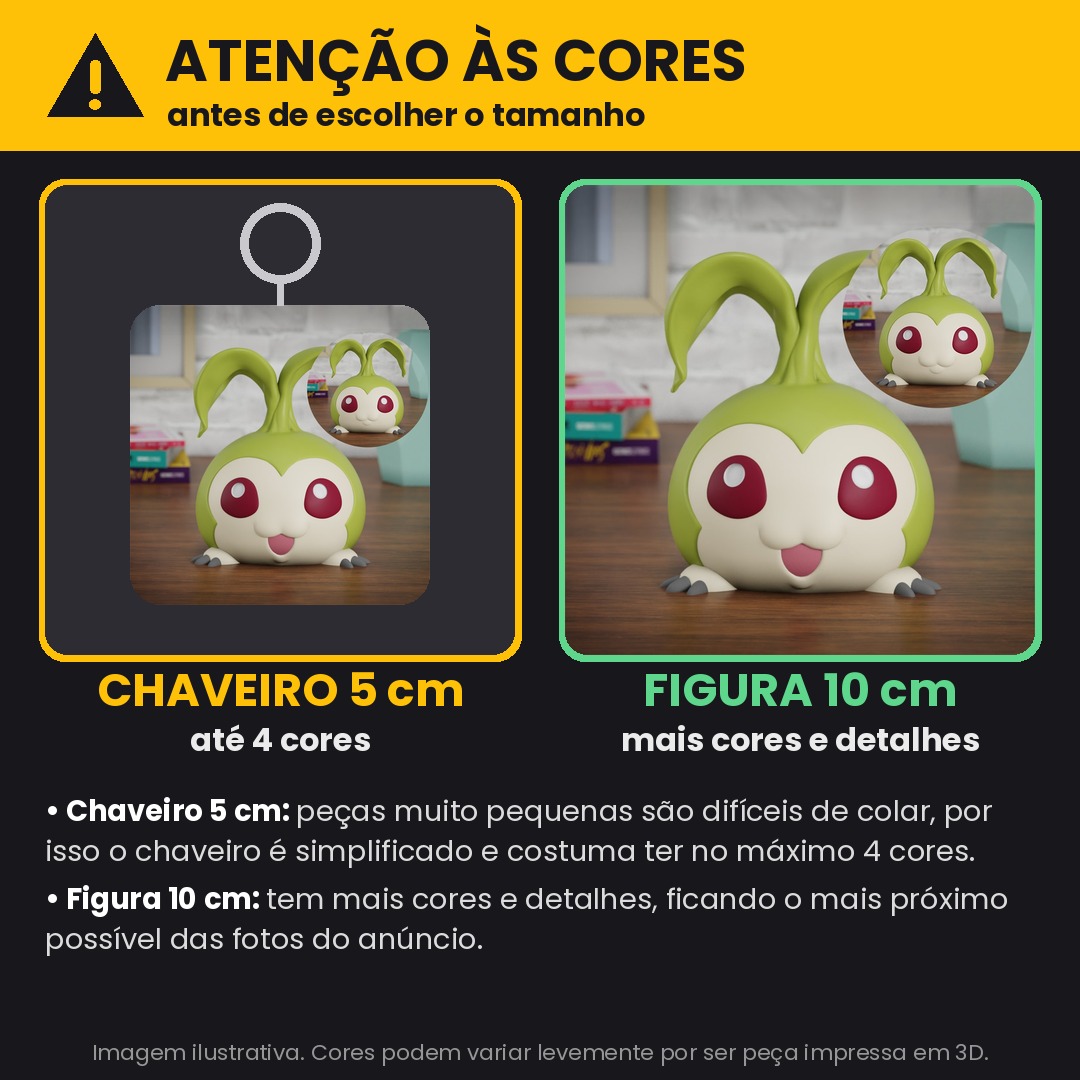 ATENÇÃO ÀS CORES
antes de escolher o tamanho
CHAVEIRO 5 cm
até 4 cores
FIGURA 10 cm
mais cores e detalhes
• Chaveiro 5 cm: peças muito pequenas são difíceis de colar, por
isso o chaveiro é simplificado e costuma ter no máximo 4 cores.
• Figura 10 cm: tem mais cores e detalhes, ficando o mais próximo
possível das fotos do anúncio.
Imagem ilustrativa. Cores podem variar levemente por ser peça impressa em 3D.